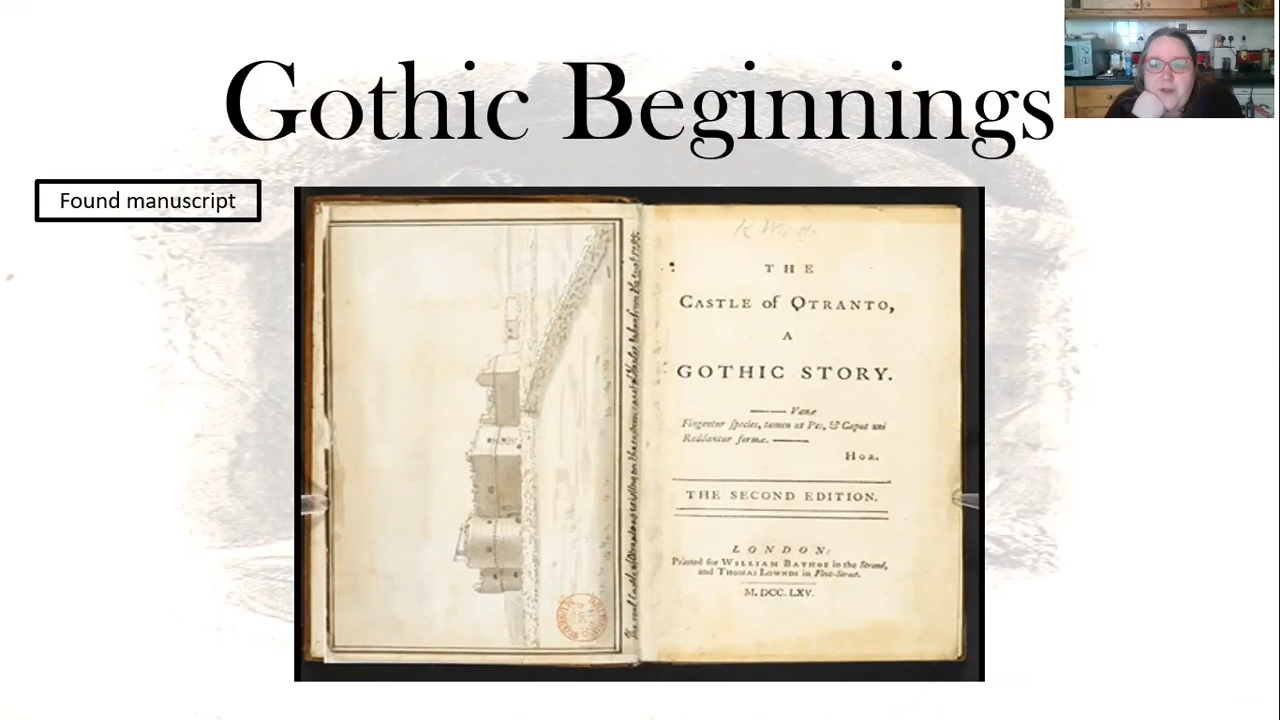 Gothic Beginnings
Found manuscript
THE
CASTLE of OTRANTO,
A
GOTHIC STORY.
Vanæ
Fingentur species, tamen ut Pes, & Caput uni
Reddantur formæ.
HOR.
THE SECOND EDITION.
LONDON:
Printed for WILLIAM BATHOE in the Strand,
and THOMAS LOWNDS in Fleet-Street.
M.DCC.LXV.